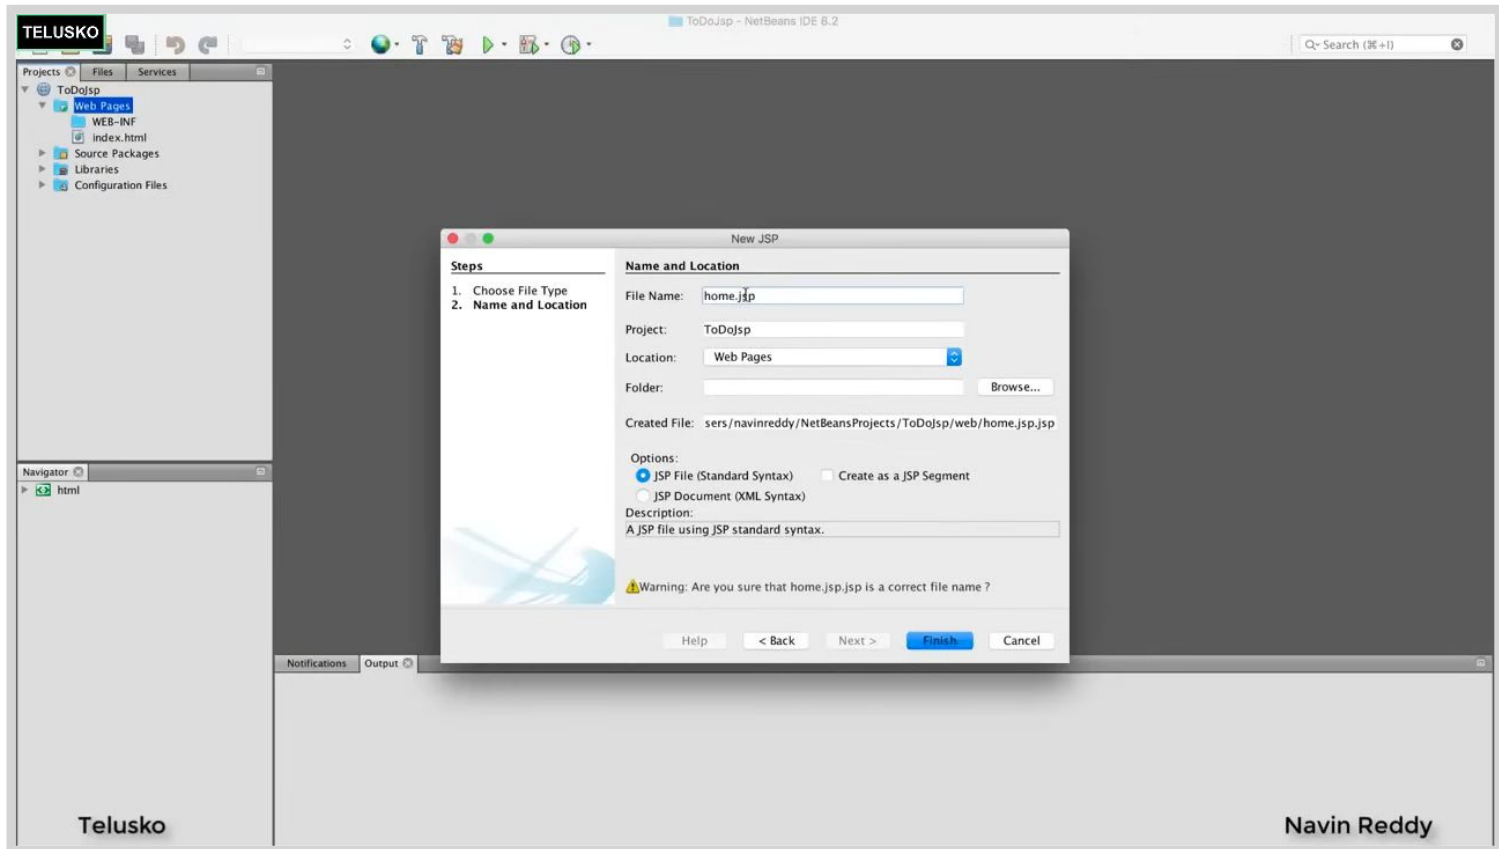 TELUSKO
ToDoJsp - NetBeans IDE 8.2
Search (⌘+I)
Projects Files Services
ToDoJsp
Web Pages
WEB-INF
index.html
Source Packages
Libraries
Configuration Files
New JSP
Steps
1. Choose File Type
2. Name and Location
Name and Location
File Name: home.jsp
Project: ToDoJsp
Location: Web Pages
Folder: Browse...
Created File: sers/navinreddy/NetBeansProjects/ToDoJsp/web/home.jsp.jsp
Options:
JSP File (Standard Syntax) Create as a JSP Segment
JSP Document (XML Syntax)
Description:
A JSP file using JSP standard syntax.
Warning: Are you sure that home.jsp.jsp is a correct file name ?
Help < Back Next > Finish Cancel
Navigator
html
Notifications Output
Telusko
Navin Reddy